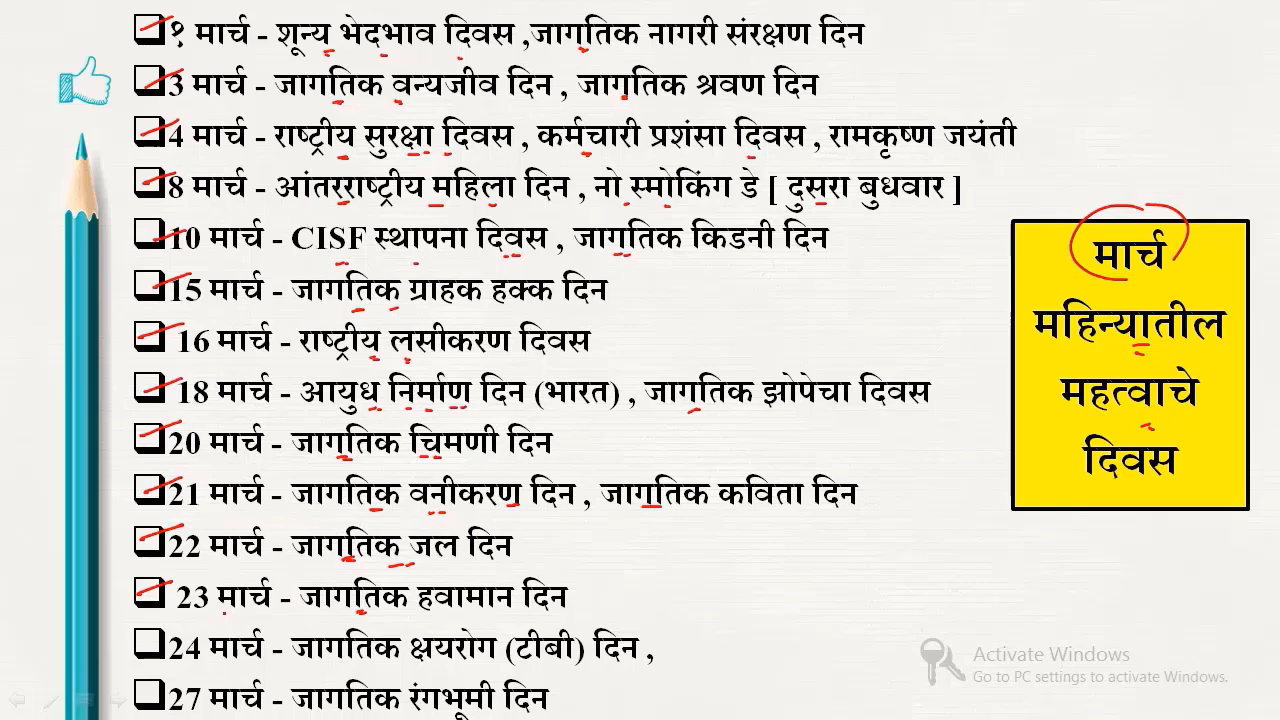 १ मार्च - शून्य भेदभाव दिवस ,जागतिक नागरी संरक्षण दिन
3 मार्च - जागतिक वन्यजीव दिन , जागतिक श्रवण दिन
4 मार्च - राष्ट्रीय सुरक्षा दिवस , कर्मचारी प्रशंसा दिवस , रामकृष्ण जयंती
8 मार्च - आंतरराष्ट्रीय महिला दिन , नो स्मोकिंग डे [ दुसरा बुधवार ]
10 मार्च - CISF स्थापना दिवस , जागतिक किडनी दिन
15 मार्च - जागतिक ग्राहक हक्क दिन
16 मार्च - राष्ट्रीय लसीकरण दिवस
18 मार्च - आयुध निर्माण दिन (भारत) , जागतिक झोपेचा दिवस
20 मार्च - जागतिक चिमणी दिन
21 मार्च - जागतिक वनीकरण दिन , जागतिक कविता दिन
22 मार्च - जागतिक जल दिन
23 मार्च - जागतिक हवामान दिन
24 मार्च - जागतिक क्षयरोग (टीबी) दिन ,
27 मार्च - जागतिक रंगभूमी दिन
मार्च
महिन्यातील
महत्वाचे
दिवस
Activate Windows
Go to PC settings to activate Windows.